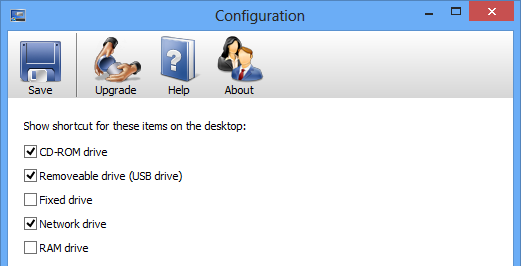 Configuration
Save Upgrade Help About
Show shortcut for these items on the desktop:
CD-ROM drive
Removeable drive (USB drive)
Fixed drive
Network drive
RAM drive